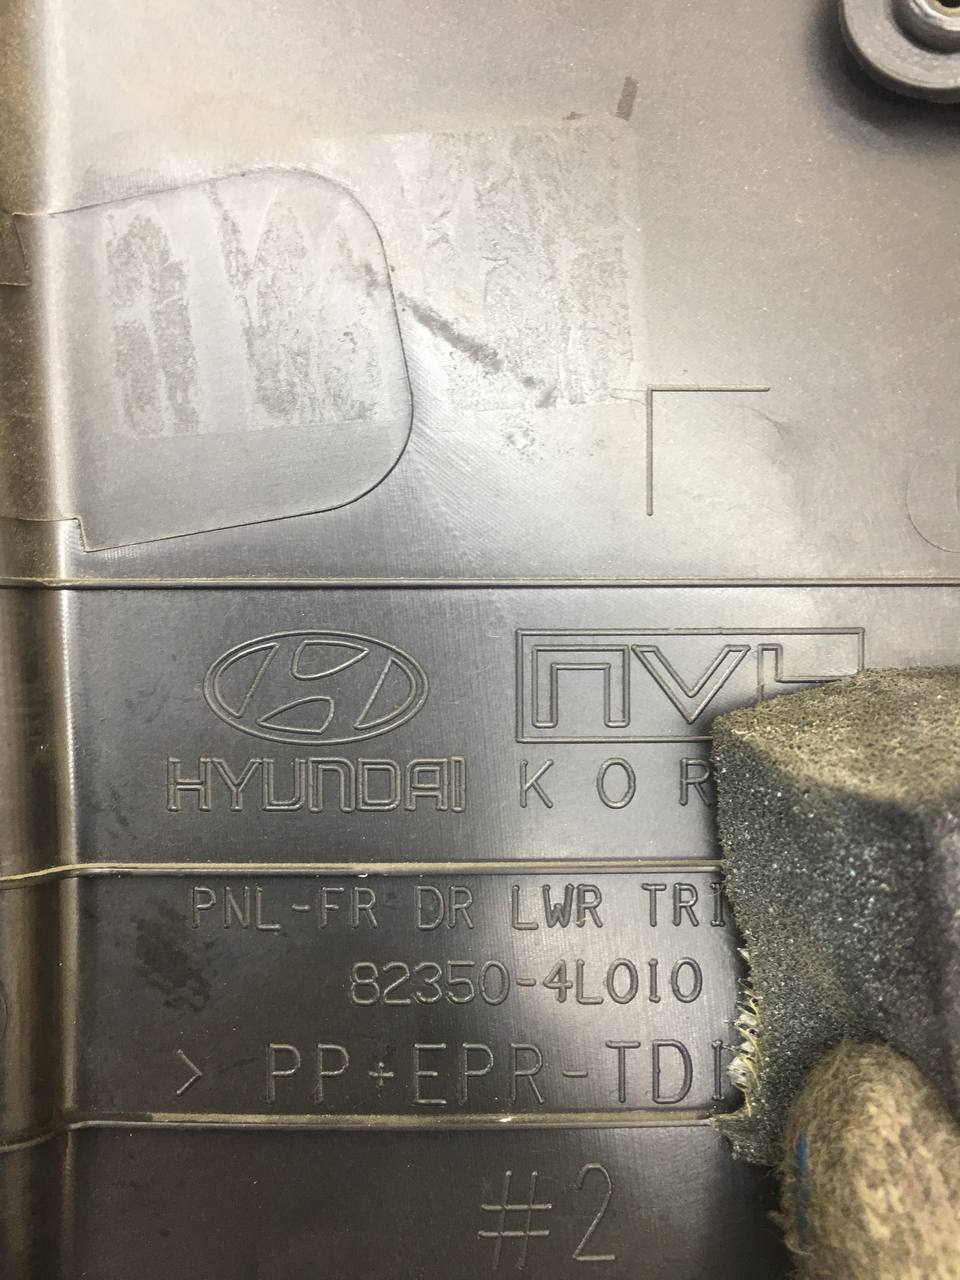 HYUNDAI
KOR
PNL-FR DR LWR TRI
82350-4L010
> PP+EPR-TD
#2